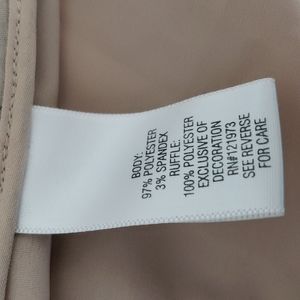 BODY:
97% POLYESTER
3% SPANDEX
RUFFLE:
100% POLYESTER
EXCLUSIVE OF
DECORATION
RN#121973
SEE REVERSE
FOR CARE